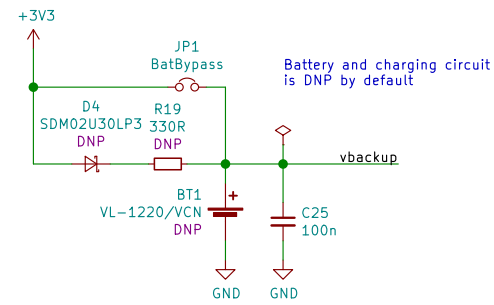 +3V3
JP1
BatBypass
Battery and charging circuit
is DNP by default
D4
SDM02U30LP3
DNP
R19
330R
DNP
vbackup
BT1
VL-1220/VCN
DNP
+
C25
100n
GND
GND